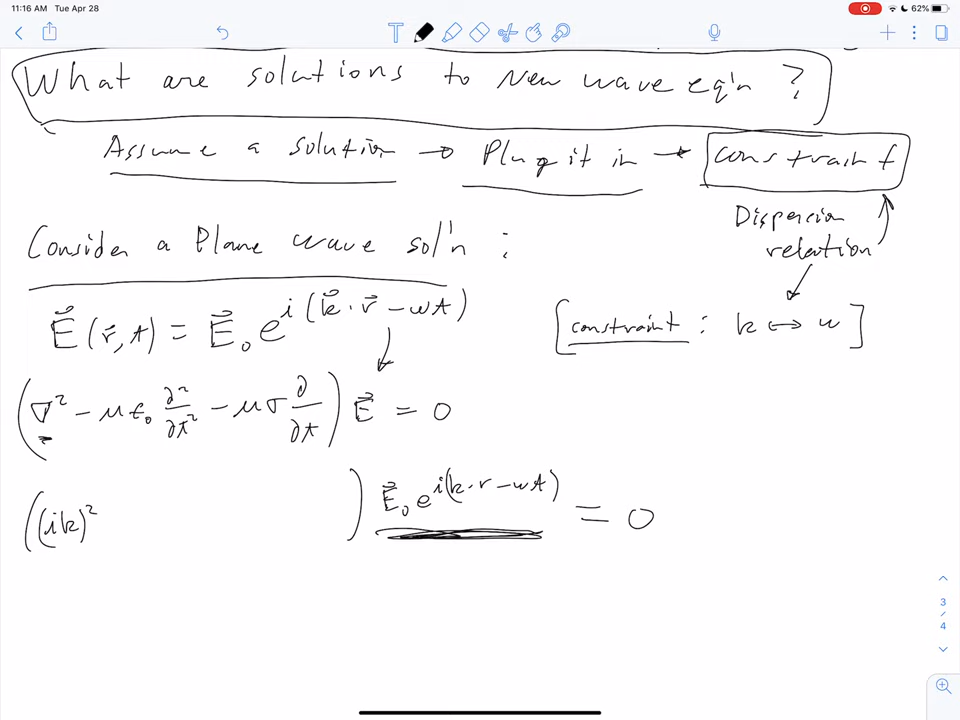 11:16 AM Tue Apr 28
62%
What are solutions to New wave eq'n ?
Assume a solution → Plug it in → constraint
Dispersion
relation
Consider a Plane wave sol'n :
E⃗(r⃗,t) = E⃗₀ e^{i(k⃗·r⃗ − ωt)}
[constraint : k ↔ ω]
(∇² − με₀ ∂²/∂t² − μσ ∂/∂t) E⃗ = 0
((ik)² ) E⃗₀ e^{i(k·r − ωt)} = 0
3
/
4